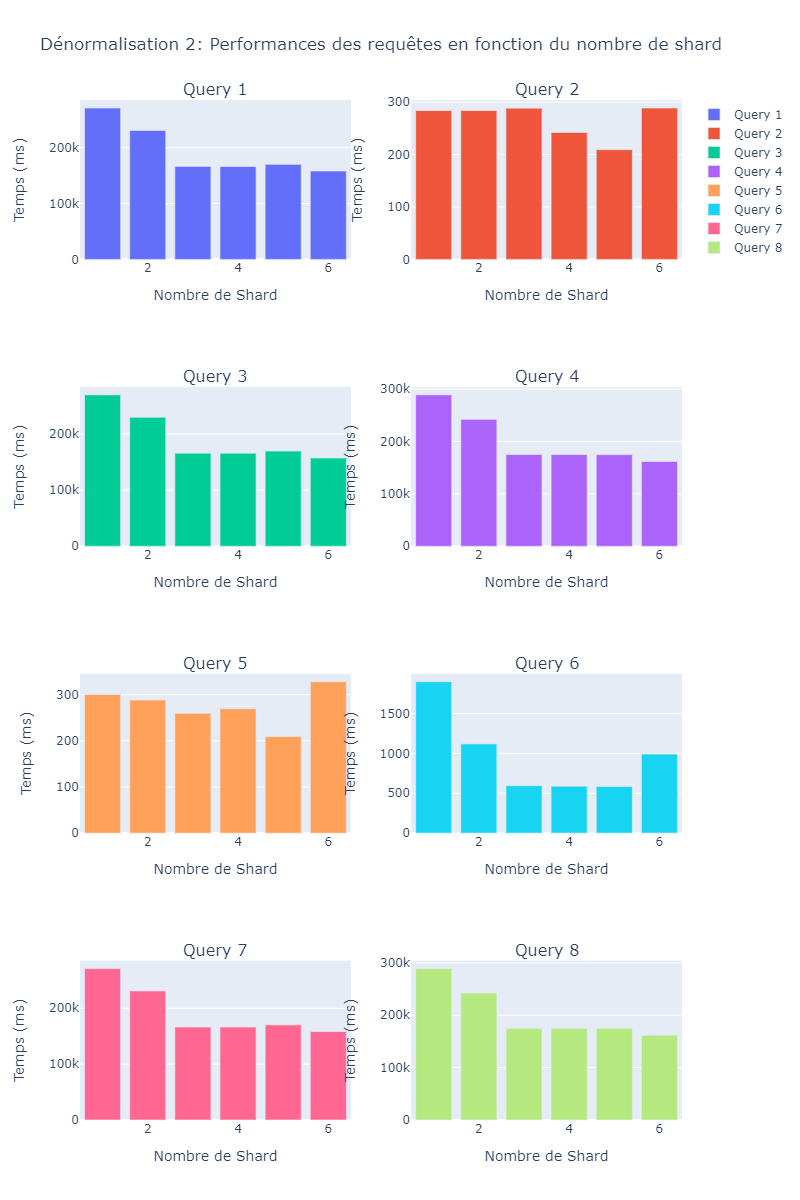 Dénormalisation 2: Performances des requêtes en fonction du nombre de shard
Query 1
Temps (ms)
200k
100k
0
2
4
6
Nombre de Shard
Query 2
Temps (ms)
300
200
100
0
2
4
6
Nombre de Shard
Query 1
Query 2
Query 3
Query 4
Query 5
Query 6
Query 7
Query 8
Query 3
Temps (ms)
200k
100k
0
2
4
6
Nombre de Shard
Query 4
Temps (ms)
300k
200k
100k
0
2
4
6
Nombre de Shard
Query 5
Temps (ms)
300
200
100
0
2
4
6
Nombre de Shard
Query 6
Temps (ms)
1500
1000
500
0
2
4
6
Nombre de Shard
Query 7
Temps (ms)
200k
100k
0
2
4
6
Nombre de Shard
Query 8
Temps (ms)
300k
200k
100k
0
2
4
6
Nombre de Shard